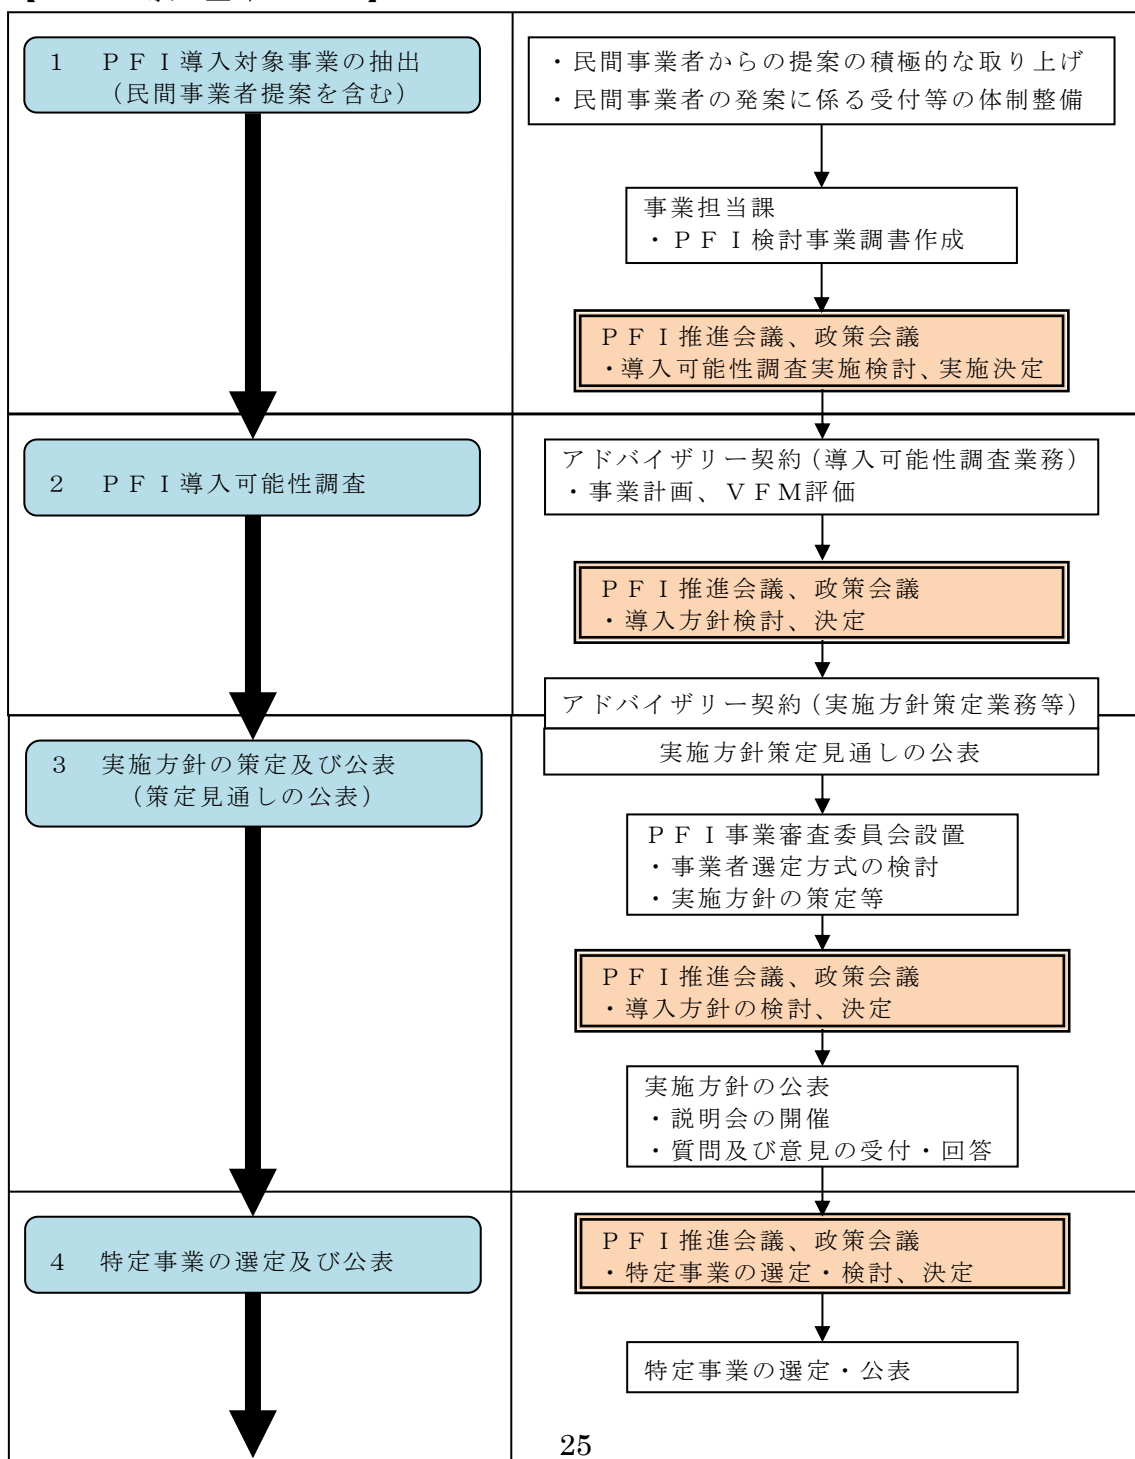 1 PFI導入対象事業の抽出
(民間事業者提案を含む)
・民間事業者からの提案の積極的な取り上げ
・民間事業者の発案に係る受付等の体制整備
事業担当課
・PFI検討事業調書作成
PFI推進会議、政策会議
・導入可能性調査実施検討、実施決定
2 PFI導入可能性調査
アドバイザリー契約(導入可能性調査業務)
・事業計画、VFM評価
PFI推進会議、政策会議
・導入方針検討、決定
アドバイザリー契約(実施方針策定業務等)
3 実施方針の策定及び公表
(策定見通しの公表)
実施方針策定見通しの公表
PFI事業審査委員会設置
・事業者選定方式の検討
・実施方針の策定等
PFI推進会議、政策会議
・導入方針の検討、決定
実施方針の公表
・説明会の開催
・質問及び意見の受付・回答
4 特定事業の選定及び公表
PFI推進会議、政策会議
・特定事業の選定・検討、決定
特定事業の選定・公表
25